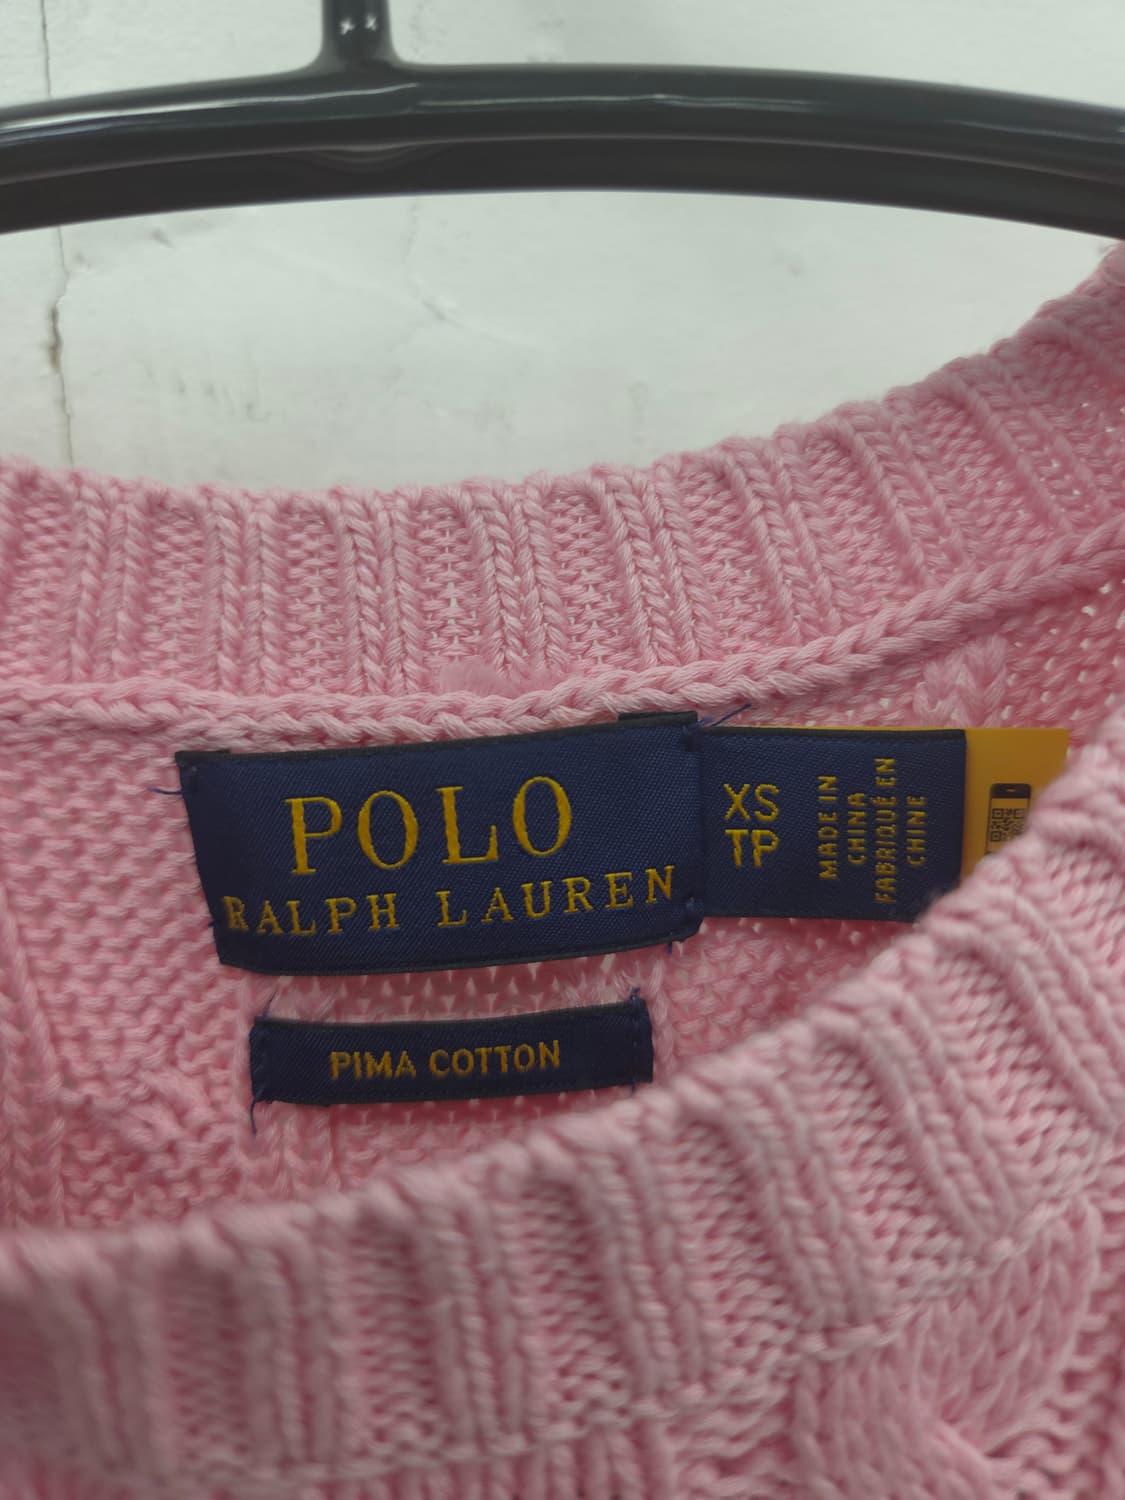 POLO
RALPH LAUREN
XS
TP
MADE IN
CHINA
FABRIQUÉ EN
CHINE
PIMA COTTON